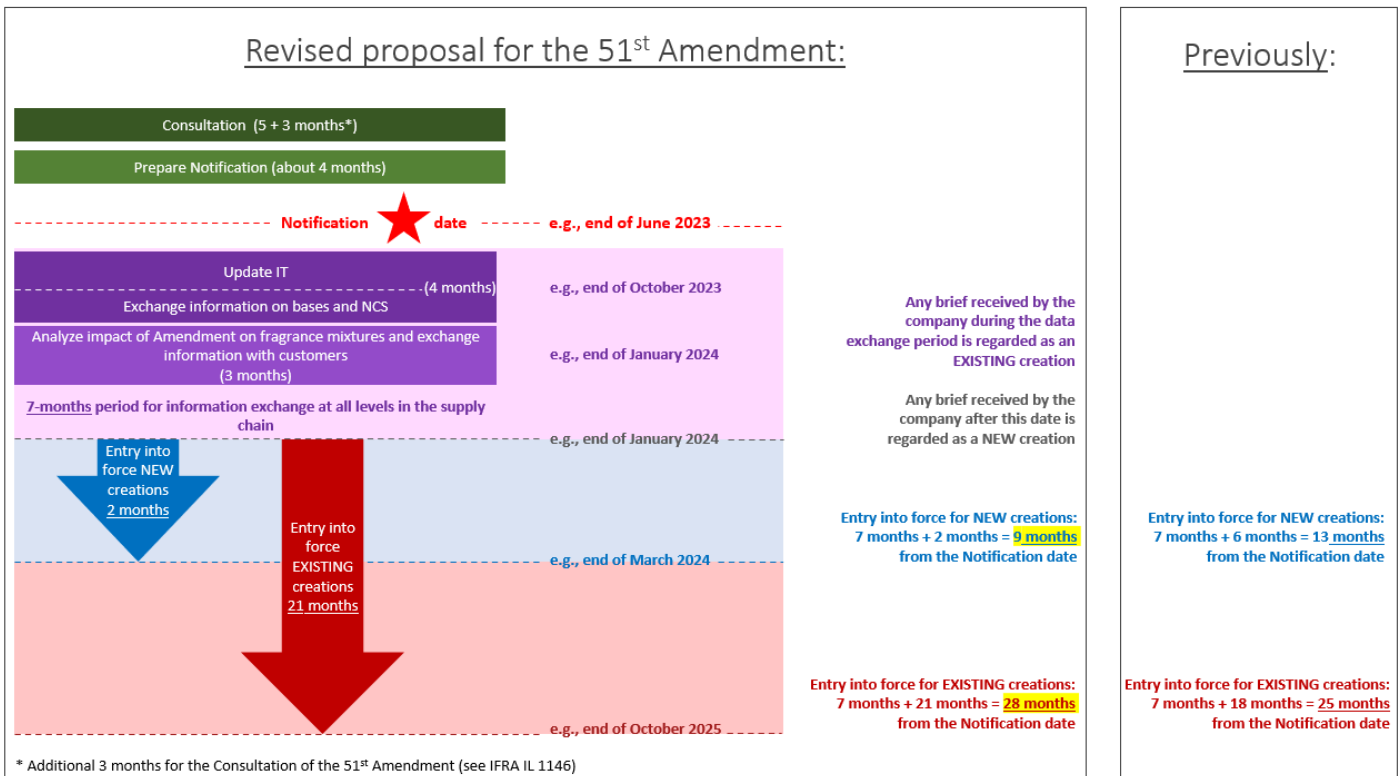 Revised proposal for the 51st Amendment:
Previously:
Consultation (5 + 3 months*)
Prepare Notification (about 4 months)
Notification date
e.g., end of June 2023
Update IT
(4 months)
Exchange information on bases and NCS
e.g., end of October 2023
Analyze impact of Amendment on fragrance mixtures and exchange
information with customers
(3 months)
e.g., end of January 2024
7-months period for information exchange at all levels in the supply
chain
e.g., end of January 2024
Any brief received by the
company during the data
exchange period is regarded as an
EXISTING creation
Any brief received by the
company after this date is
regarded as a NEW creation
Entry into
force NEW
creations
2 months
e.g., end of March 2024
Entry into
force
EXISTING
creations
21 months
e.g., end of October 2025
Entry into force for NEW creations:
7 months + 2 months = 9 months
from the Notification date
Entry into force for NEW creations:
7 months + 6 months = 13 months
from the Notification date
Entry into force for EXISTING creations:
7 months + 21 months = 28 months
from the Notification date
Entry into force for EXISTING creations:
7 months + 18 months = 25 months
from the Notification date
* Additional 3 months for the Consultation of the 51st Amendment (see IFRA IL 1146)